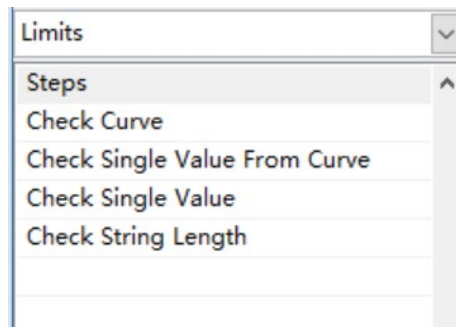 Limits
Steps
Check Curve
Check Single Value From Curve
Check Single Value
Check String Length